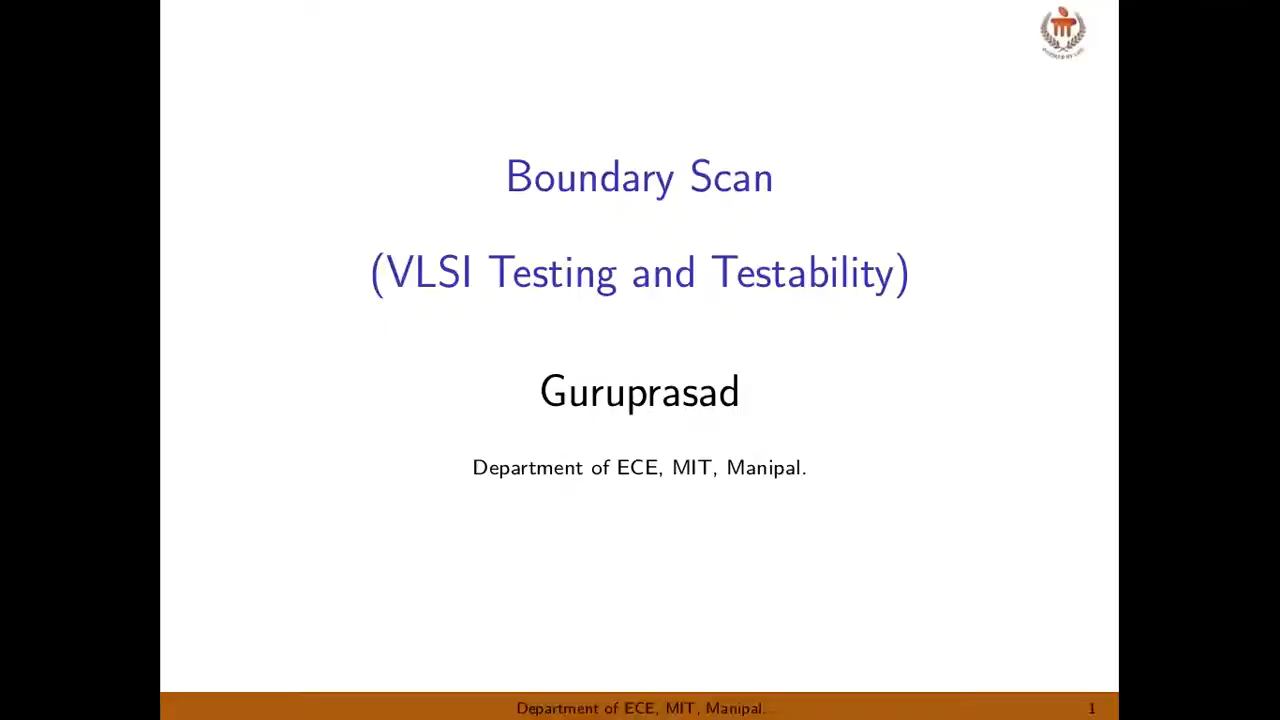 Boundary Scan
(VLSI Testing and Testability)
Guruprasad
Department of ECE, MIT, Manipal.
Department of ECE, MIT, Manipal.
1